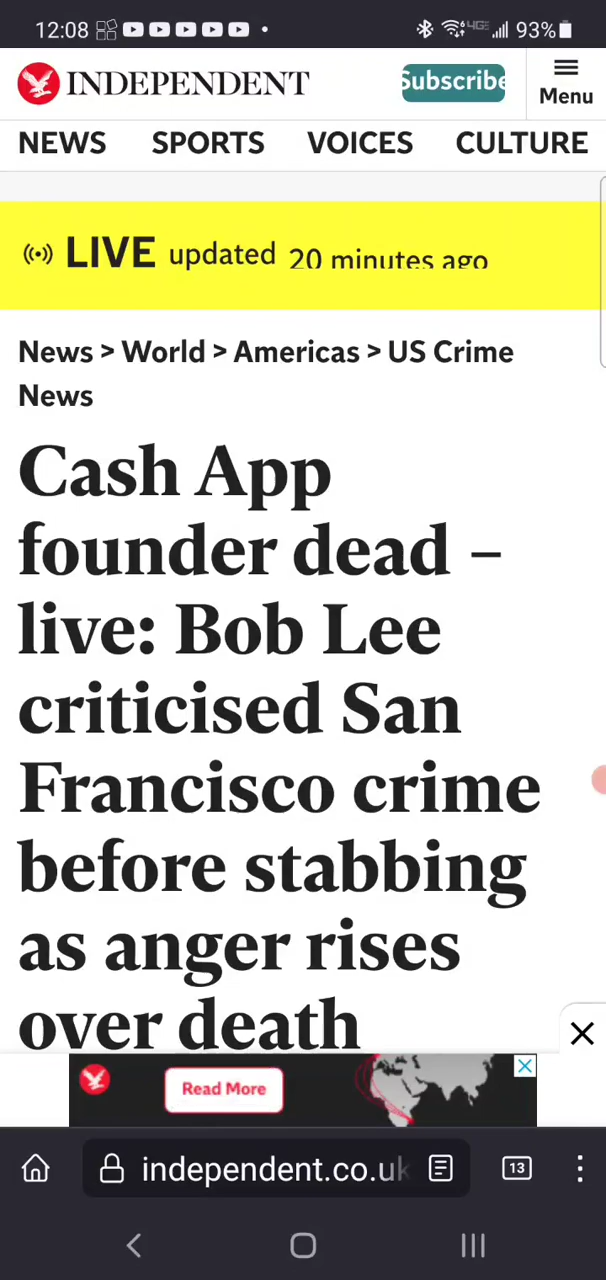 12:08 4GE 93%
INDEPENDENT Subscribe Menu
NEWS SPORTS VOICES CULTURE
LIVE updated 20 minutes ago
News > World > Americas > US Crime
News
Cash App
founder dead –
live: Bob Lee
criticised San
Francisco crime
before stabbing
as anger rises
over death
Read More
independent.co.uk 13